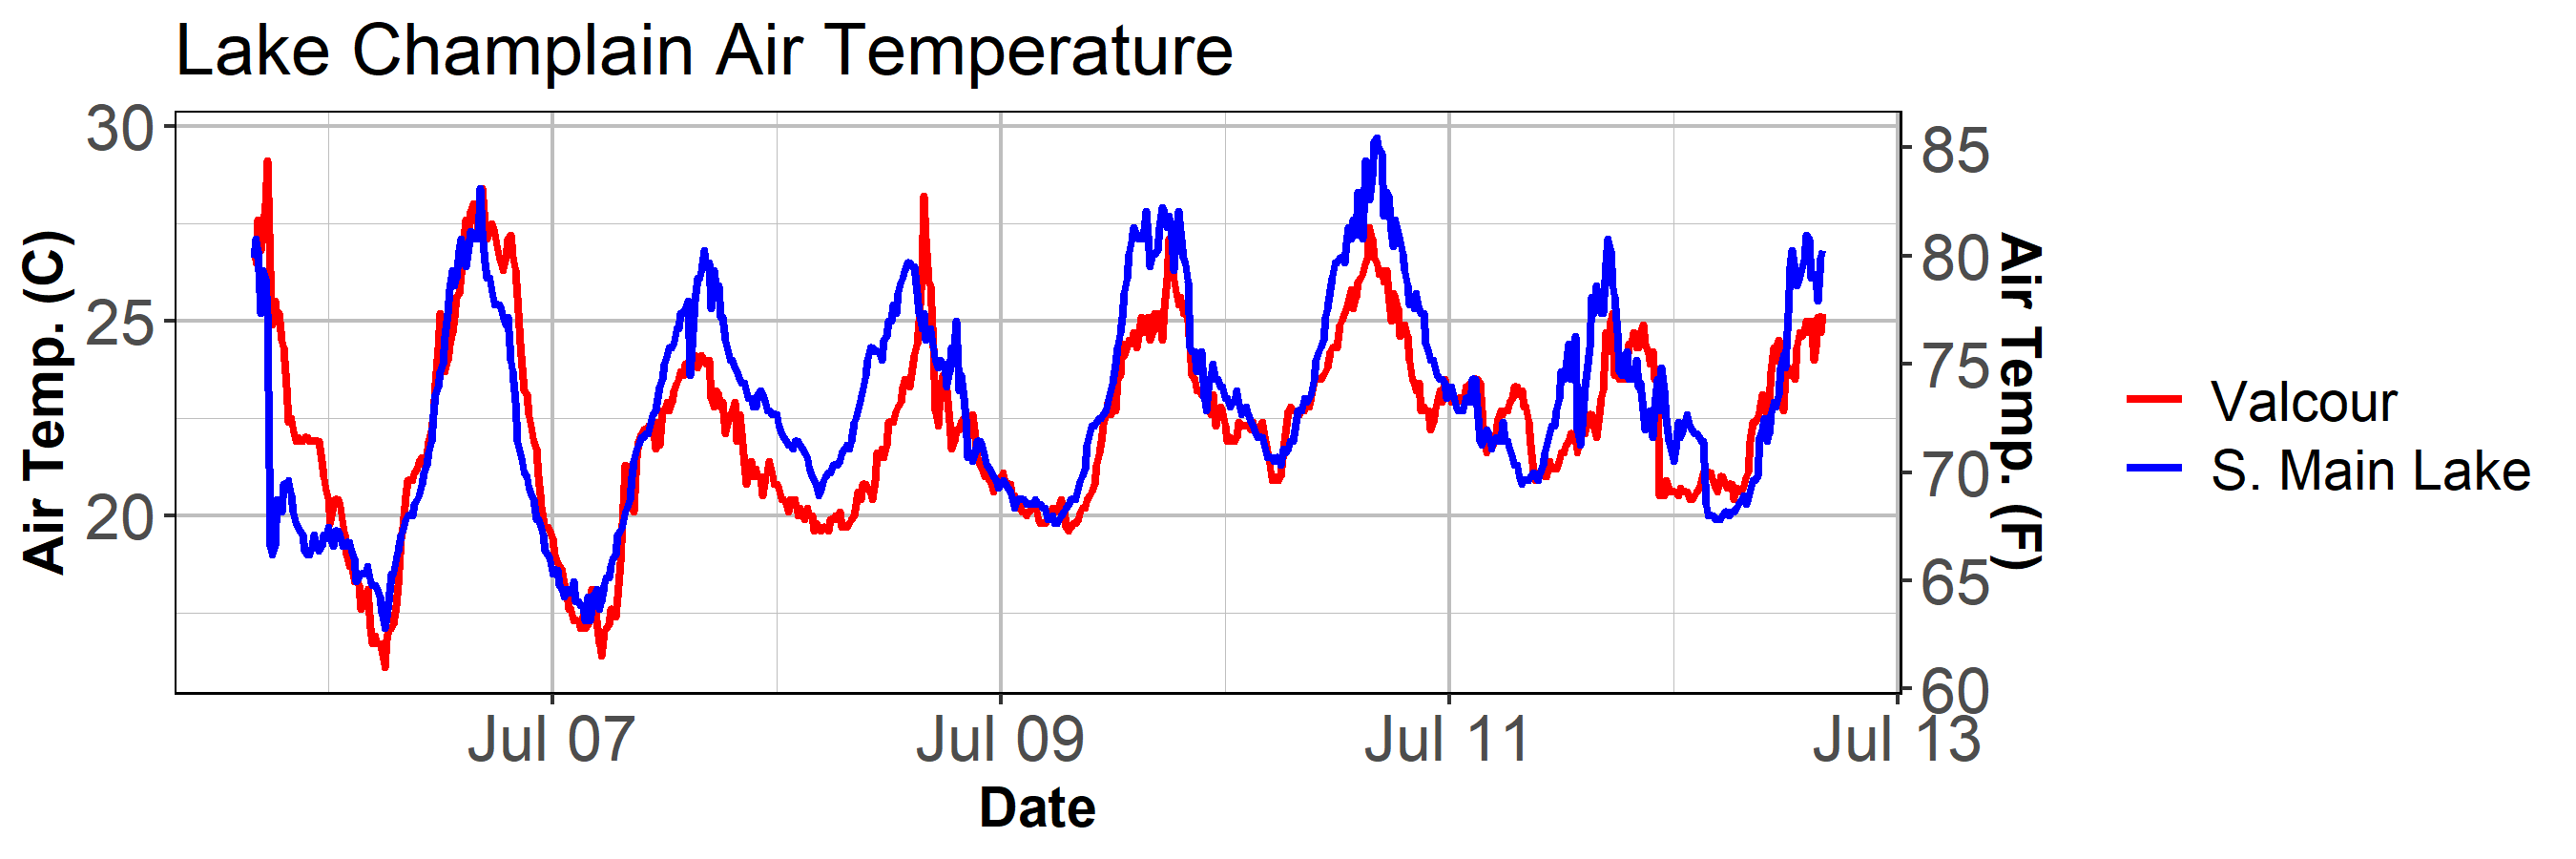 Lake Champlain Air Temperature
30
25
20
Air Temp. (C)
85
80
75
70
65
60
Air Temp. (F)
Valcour
S. Main Lake
Jul 07
Jul 09
Jul 11
Jul 13
Date